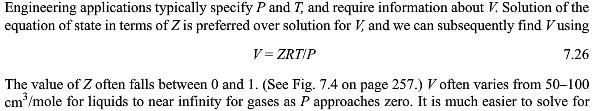 Engineering applications typically specify P and T, and require information about V. Solution of the
equation of state in terms of Z is preferred over solution for V, and we can subsequently find V using
V = ZRT/P 7.26
The value of Z often falls between 0 and 1. (See Fig. 7.4 on page 257.) V often varies from 50–100
cm³/mole for liquids to near infinity for gases as P approaches zero. It is much easier to solve for